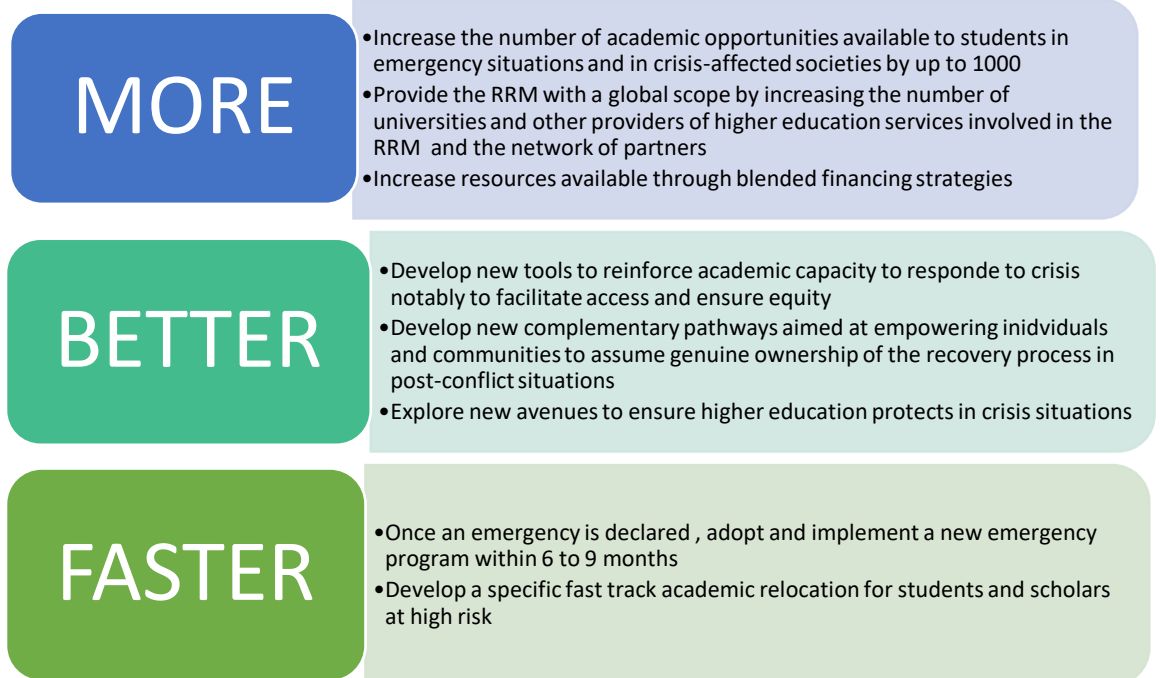 MORE
•Increase the number of academic opportunities available to students in
emergency situations and in crisis-affected societies by up to 1000
•Provide the RRM with a global scope by increasing the number of
universities and other providers of higher education services involved in the
RRM and the network of partners
•Increase resources available through blended financing strategies
BETTER
•Develop new tools to reinforce academic capacity to responde to crisis
notably to facilitate access and ensure equity
•Develop new complementary pathways aimed at empowering inidviduals
and communities to assume genuine ownership of the recovery process in
post-conflict situations
•Explore new avenues to ensure higher education protects in crisis situations
FASTER
•Once an emergency is declared , adopt and implement a new emergency
program within 6 to 9 months
•Develop a specific fast track academic relocation for students and scholars
at high risk